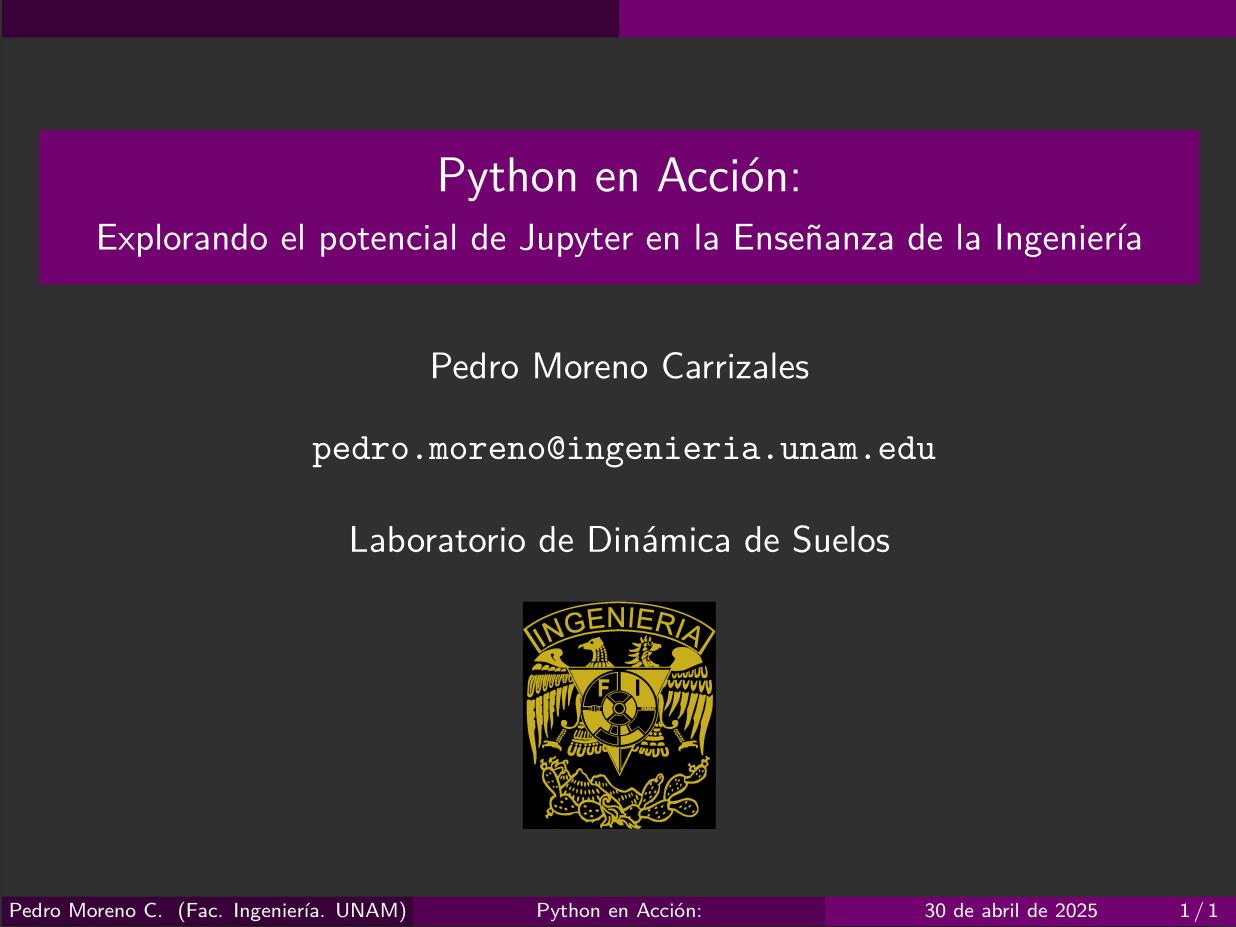 Python en Acción:
Explorando el potencial de Jupyter en la Enseñanza de la Ingeniería
Pedro Moreno Carrizales
pedro.moreno@ingenieria.unam.edu
Laboratorio de Dinámica de Suelos
INGENIERIA
F I
Pedro Moreno C. (Fac. Ingeniería. UNAM) Python en Acción: 30 de abril de 2025 1 / 1